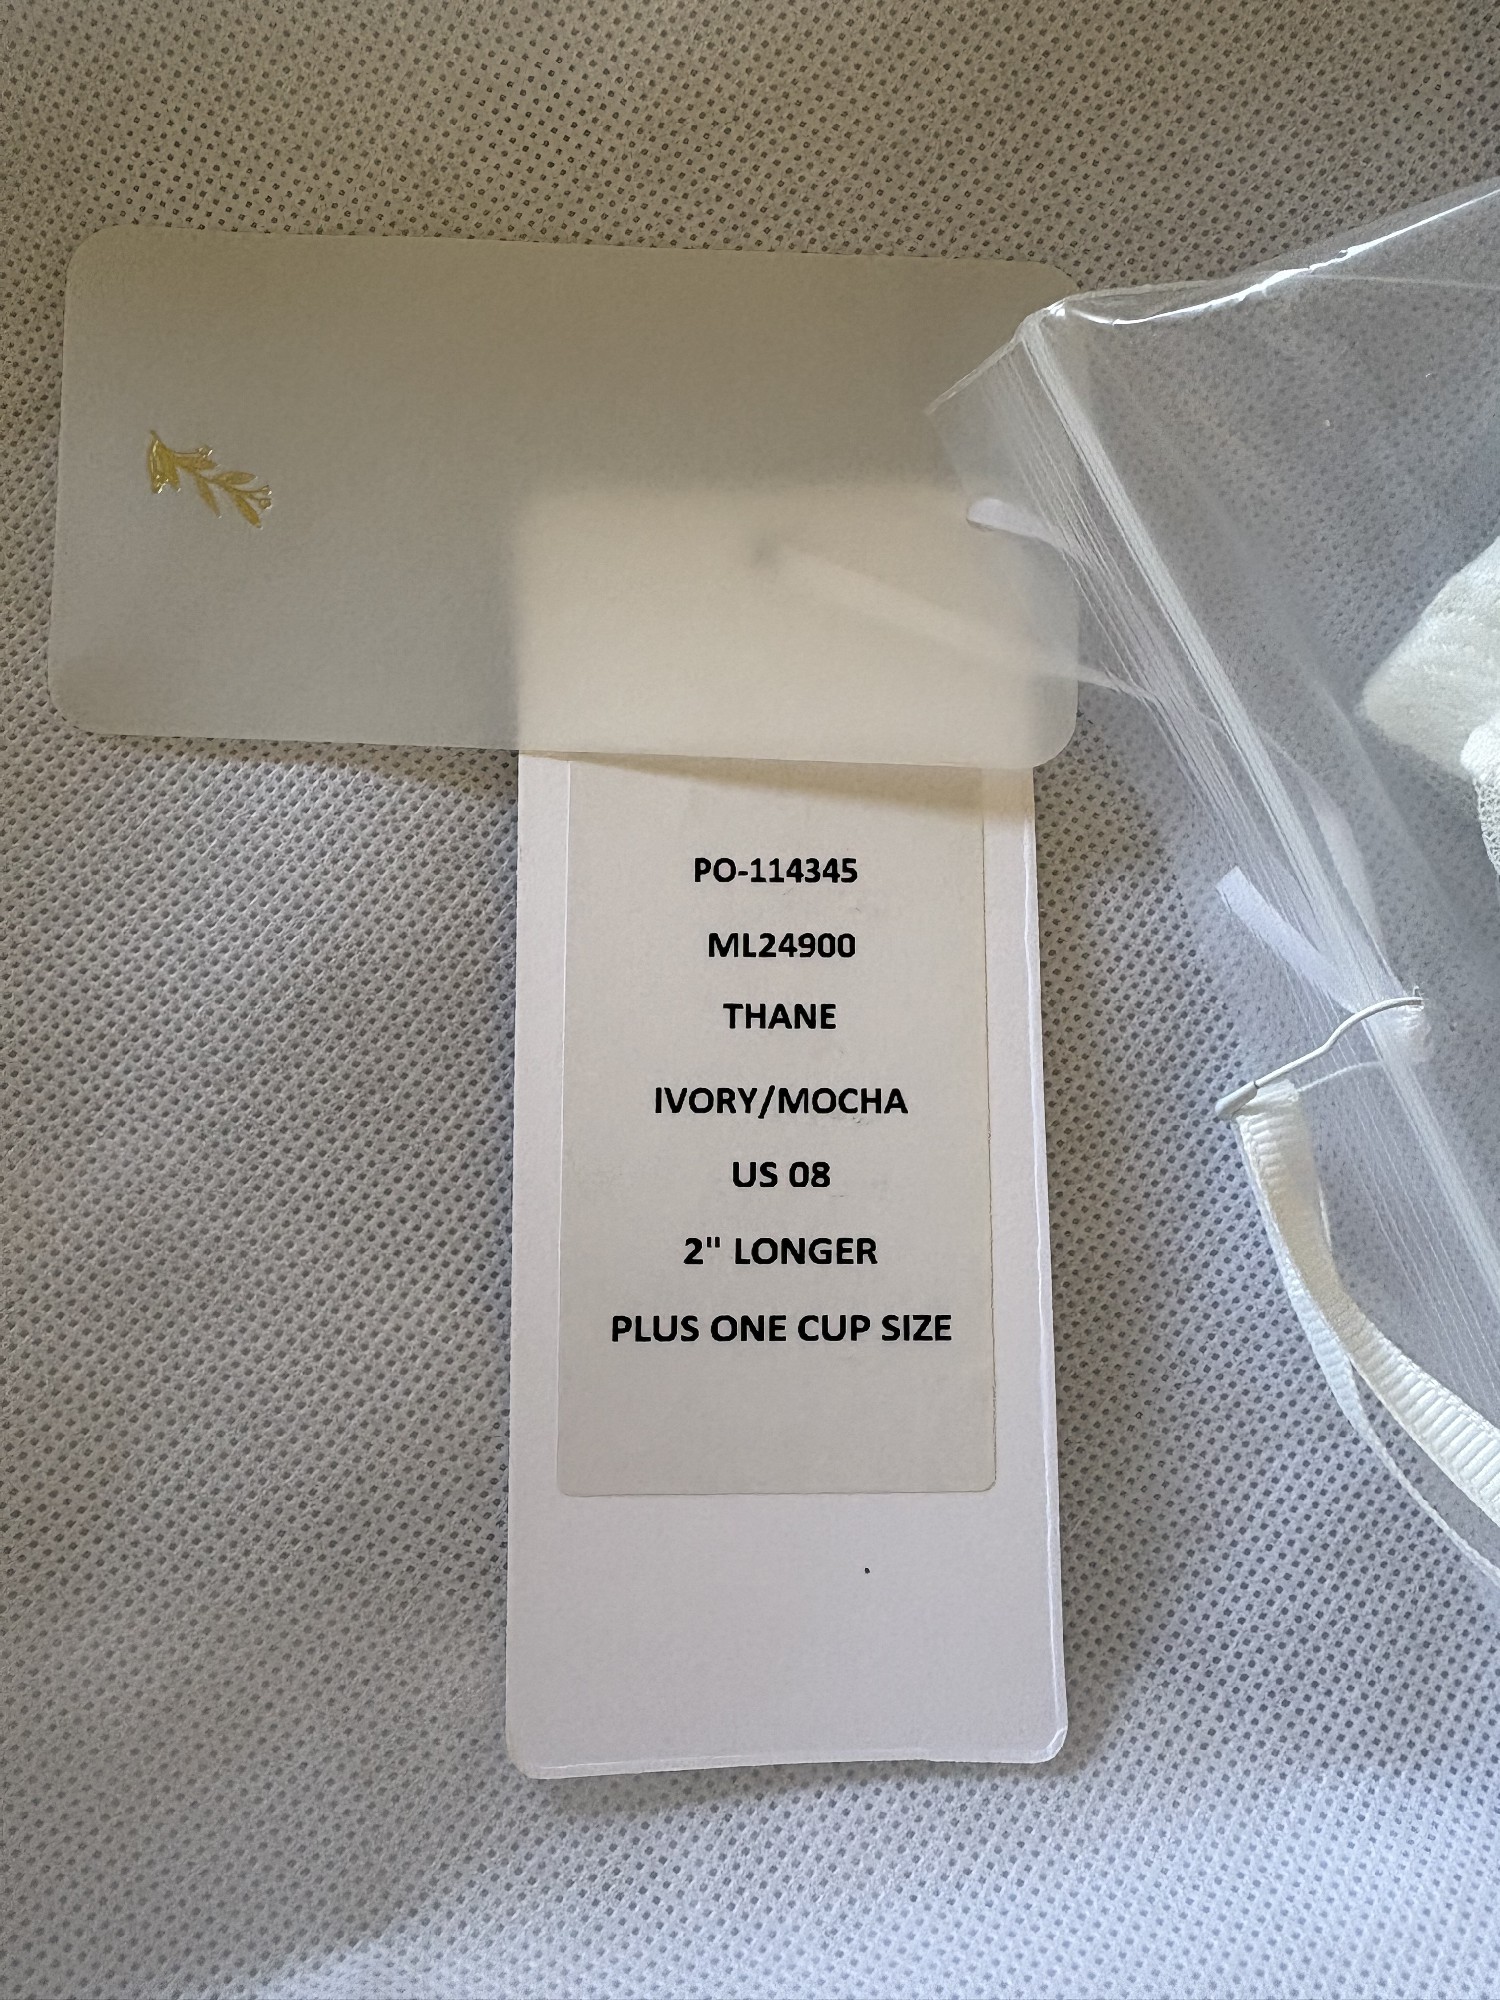 PO-114345
ML24900
THANE
IVORY/MOCHA
US 08
2" LONGER
PLUS ONE CUP SIZE